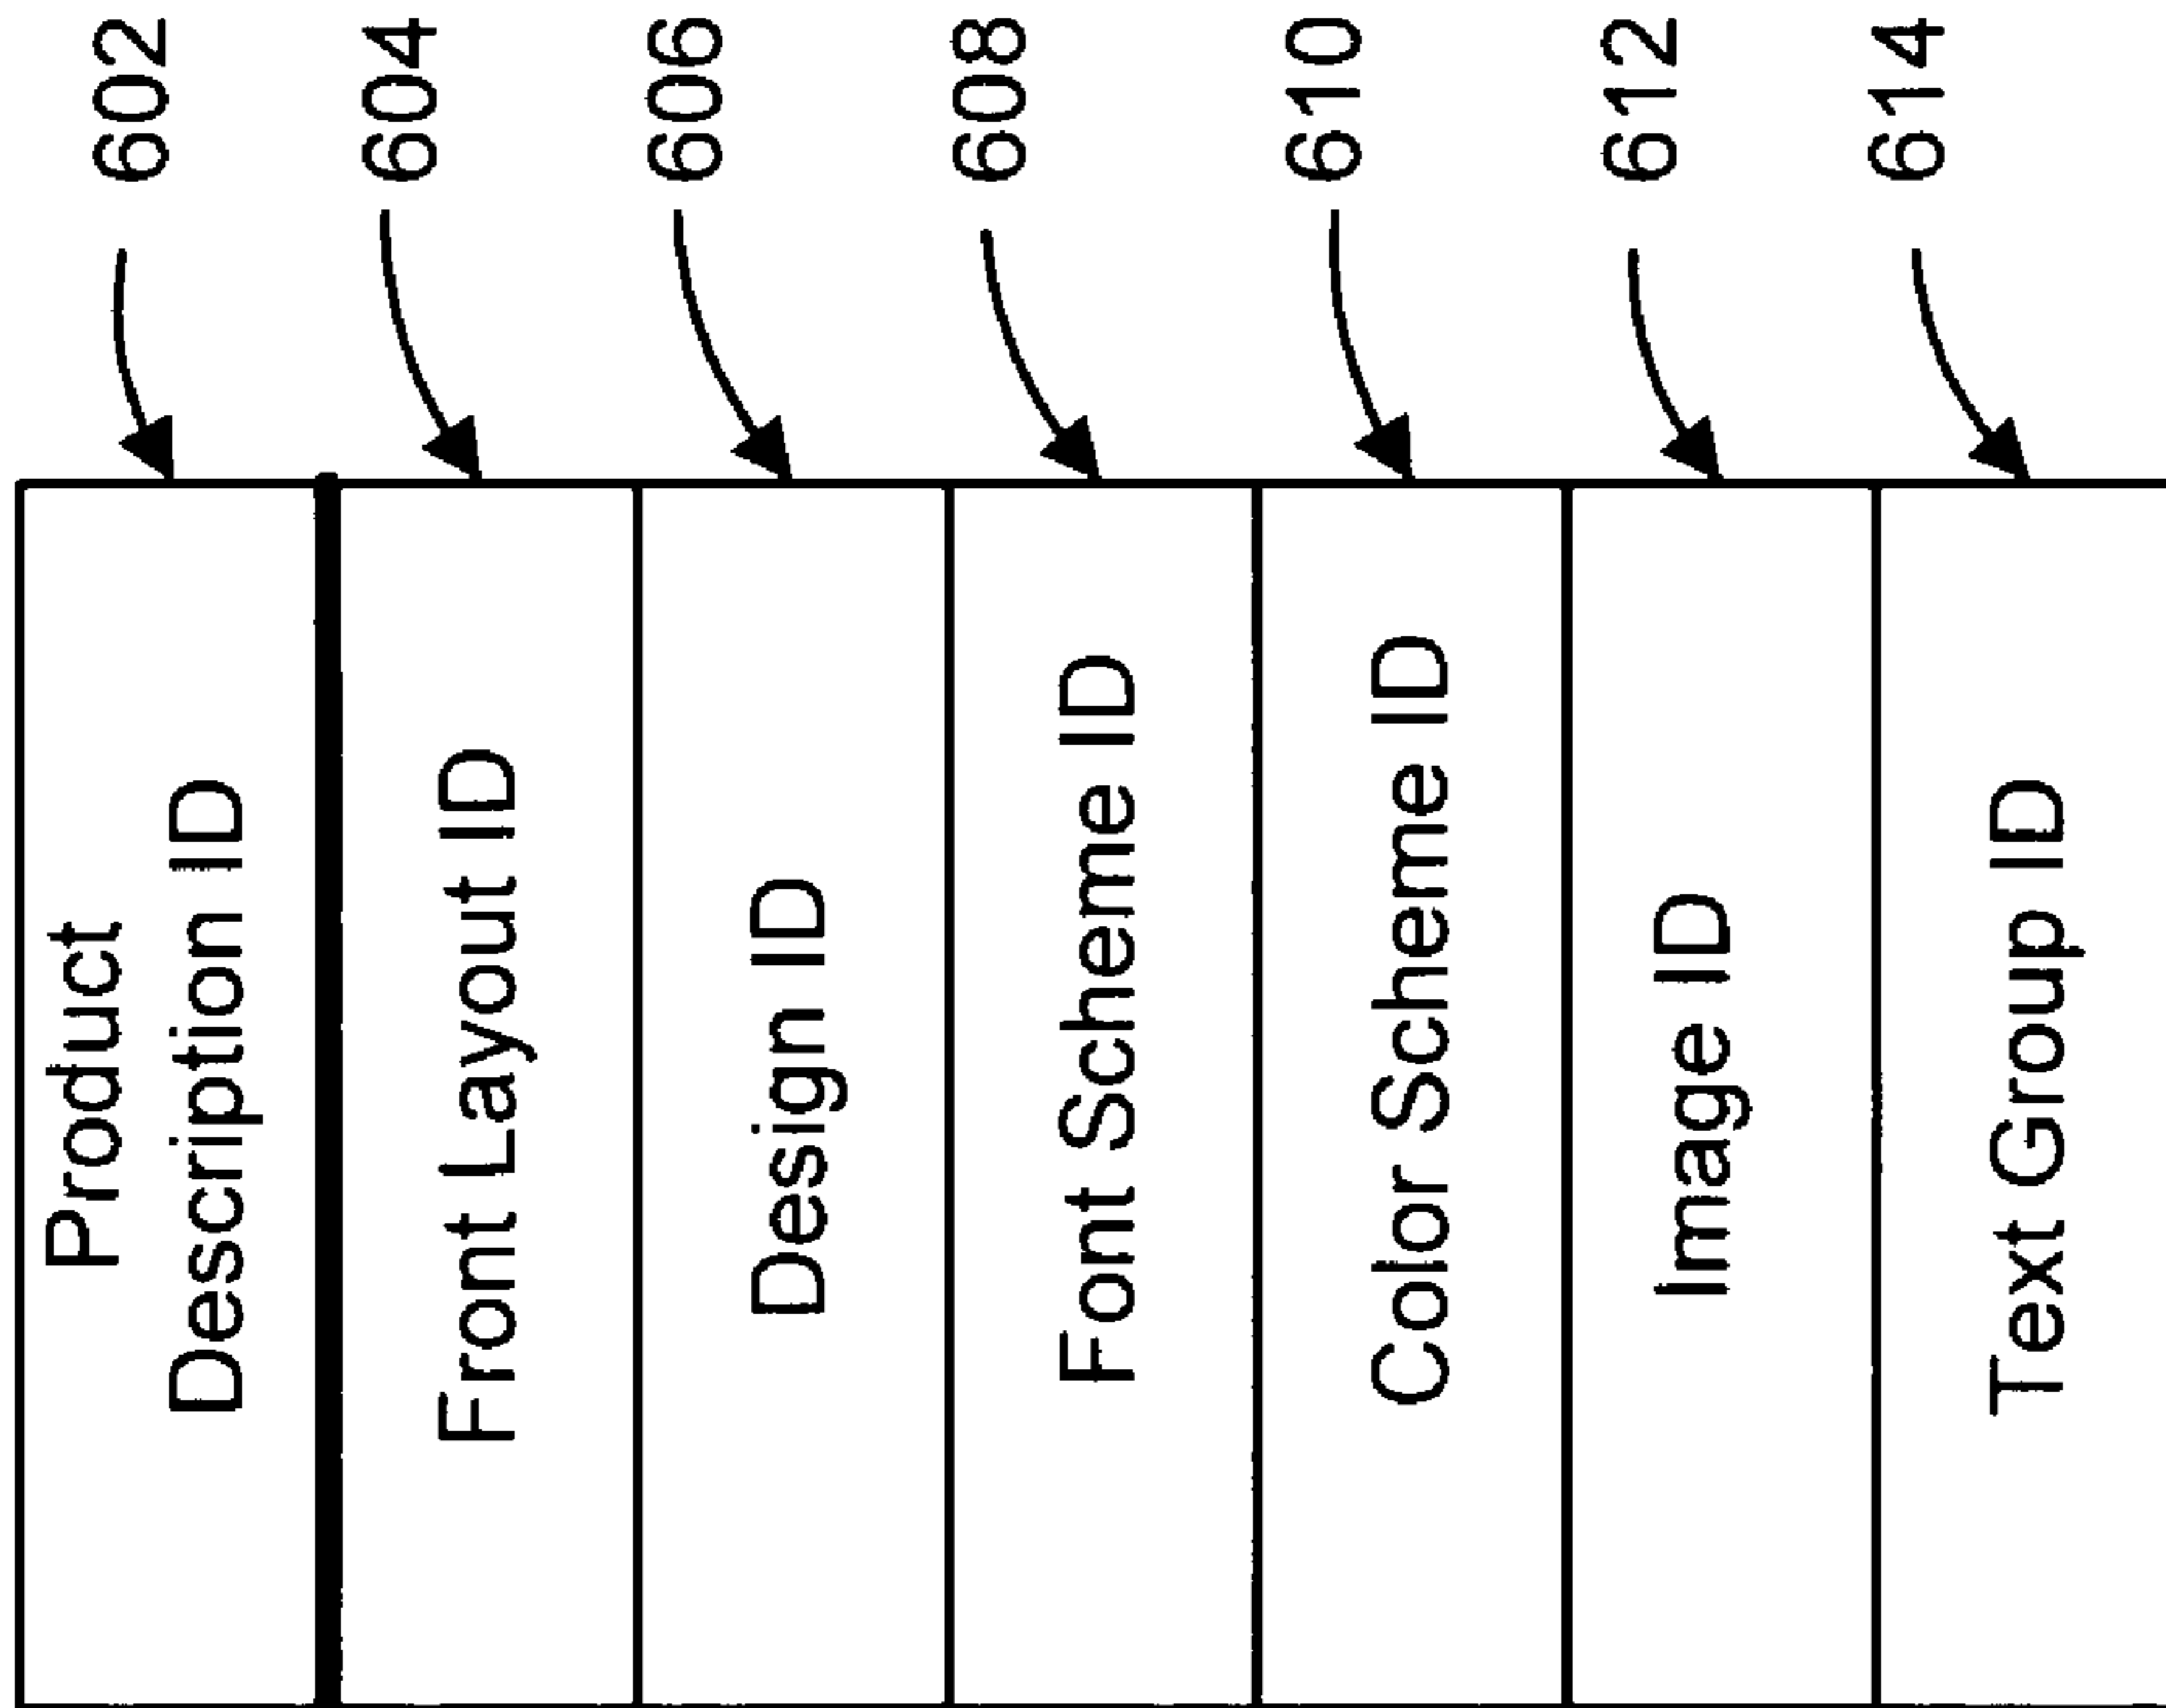 Product
Description ID
602
Front Layout ID
604
Design ID
606
Font Scheme ID
608
Color Scheme ID
610
Image ID
612
Text Group ID
614